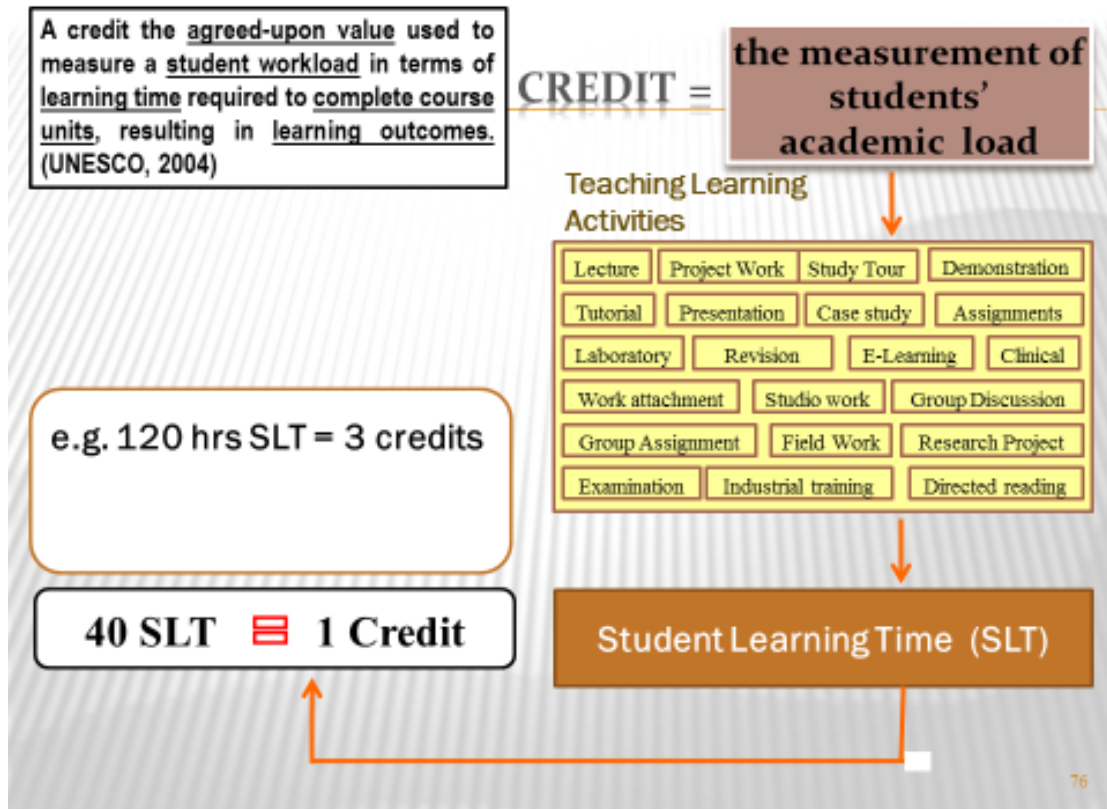 A credit the agreed-upon value used to
measure a student workload in terms of
learning time required to complete course
units, resulting in learning outcomes.
(UNESCO, 2004)
CREDIT =
the measurement of
students’
academic load
Teaching Learning
Activities
Lecture Project Work Study Tour Demonstration
Tutorial Presentation Case study Assignments
Laboratory Revision E-Learning Clinical
Work attachment Studio work Group Discussion
Group Assignment Field Work Research Project
Examination Industrial training Directed reading
e.g. 120 hrs SLT = 3 credits
40 SLT = 1 Credit
Student Learning Time (SLT)
76